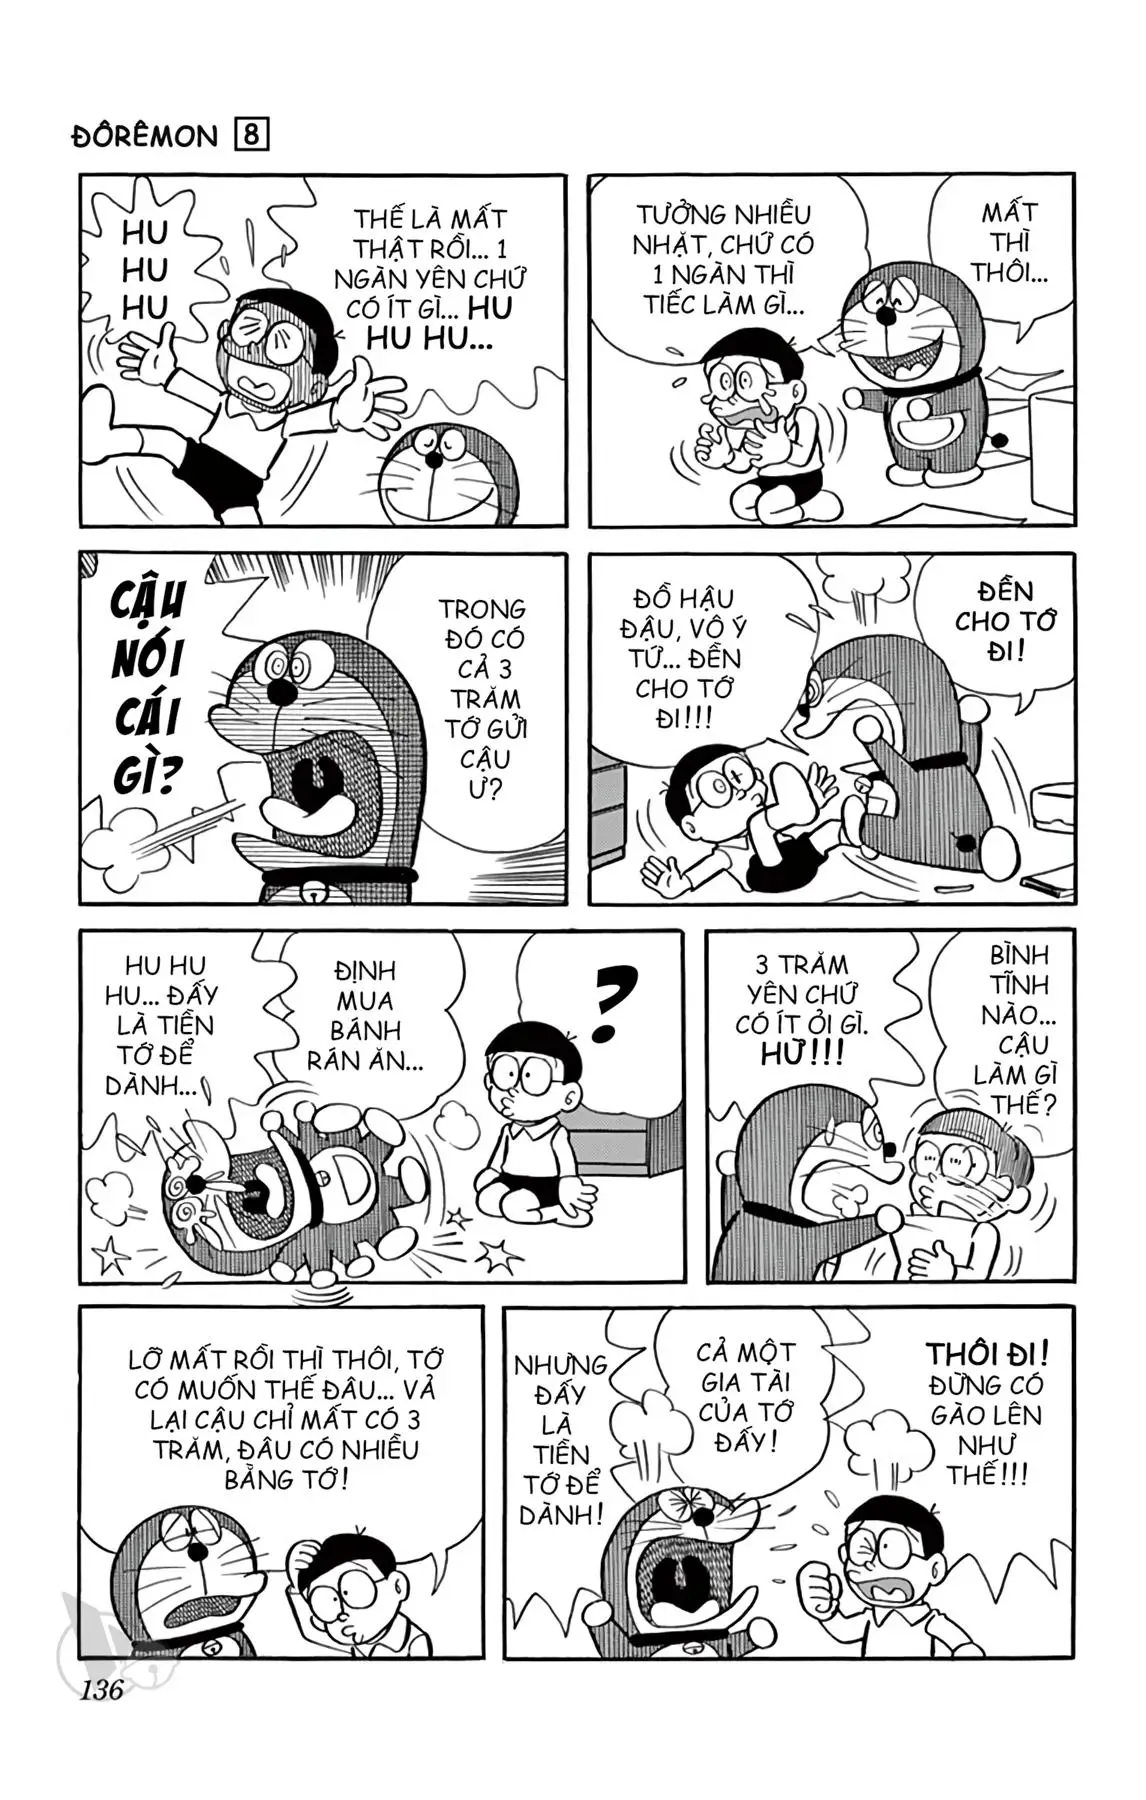 ĐÔRÊMON 8
HU
HU
HU
THẾ LÀ MẤT
THẬT RỒI... 1
NGÀN YÊN CHỨ
CÓ ÍT GÌ... HU
HU HU...
TƯỞNG NHIỀU
NHẶT, CHỨ CÓ
1 NGÀN THÌ
TIẾC LÀM GÌ...
MẤT
THÌ
THÔI...
CẬU
NÓI
CÁI
GÌ?
TRONG
ĐÓ CÓ
CẢ 3
TRĂM
TỚ GỬI
CẬU
Ư?
ĐỒ HẬU
ĐẬU, VÔ Ý
TỨ... ĐỀN
CHO TỚ
ĐI!!!
ĐỀN
CHO TỚ
ĐI!
HU HU
HU... ĐẤY
LÀ TIỀN
TỚ ĐỂ
DÀNH...
ĐỊNH
MUA
BÁNH
RÁN ĂN...
?
3 TRĂM
YÊN CHỨ
CÓ ÍT ỎI GÌ.
HỪ!!!
BÌNH
TĨNH
NÀO...
CẬU
LÀM GÌ
THẾ?
LỠ MẤT RỒI THÌ THÔI, TỚ
CÓ MUỐN THẾ ĐÂU... VẢ
LẠI CẬU CHỈ MẤT CÓ 3
TRĂM, ĐÂU CÓ NHIỀU
BẰNG TỚ!
NHƯNG
ĐẤY
LÀ
TIỀN
TỚ ĐỂ
DÀNH!
CẢ MỘT
GIA TÀI
CỦA TỚ
ĐẤY!
THÔI ĐI!
ĐỪNG CÓ
GÀO LÊN
NHƯ
THẾ!!!
136